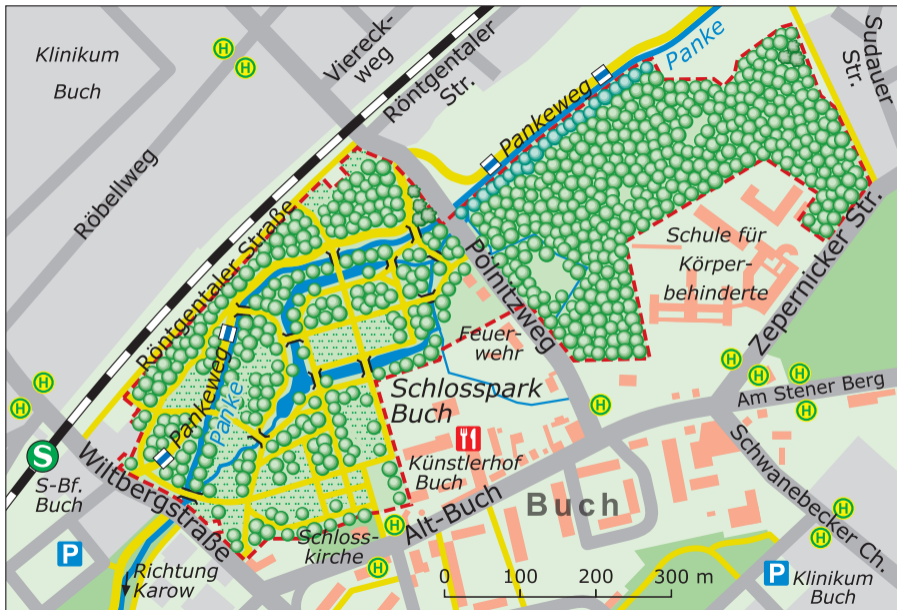 Klinikum
Buch
Viereck-
weg
Röntgentaler
Str.
Panke
Sudauer
Str.
Pankeweg
Röbellweg
Röntgentaler Straße
Pölnitzweg
Schule für
Körper-
behinderte
Zepernicker Str.
Feuer-
wehr
Pankeweg
Panke
Schlosspark
Buch
Am Stener Berg
Künstlerhof
Buch
Wiltbergstraße
S
S-Bf.
Buch
Alt-Buch
Buch
Schwanebecker Ch.
Schloss-
kirche
P
Richtung
Karow
0 100 200 300 m
P
Klinikum
Buch
H
H
H
H
H
H
H
H
H
H
H
H
H